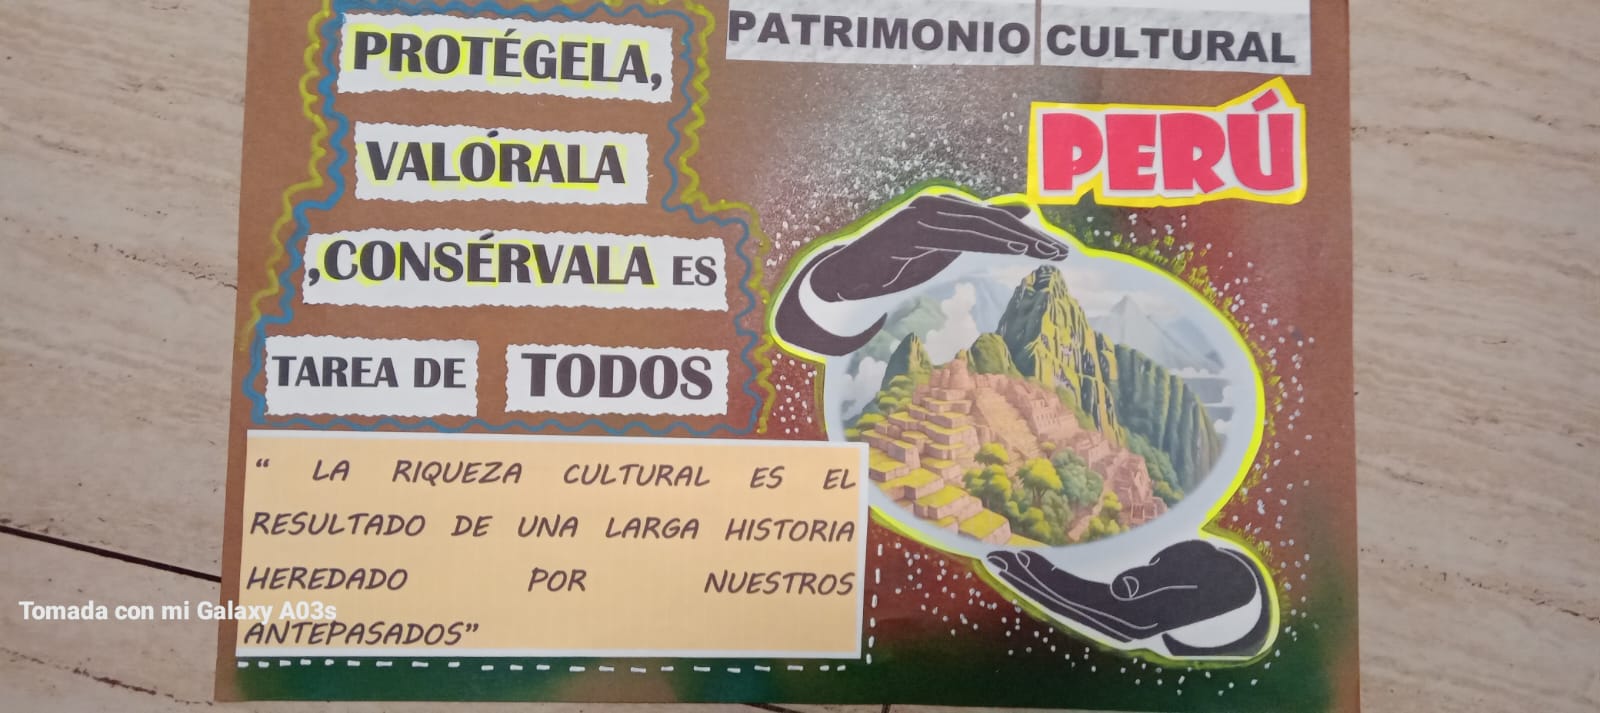 PROTÉGELA,
VALÓRALA
,CONSÉRVALA ES
TAREA DE TODOS
PATRIMONIO CULTURAL
PERÚ
“ LA RIQUEZA CULTURAL ES EL
RESULTADO DE UNA LARGA HISTORIA
HEREDADO POR NUESTROS
ANTEPASADOS”
Tomada con mi Galaxy A03s